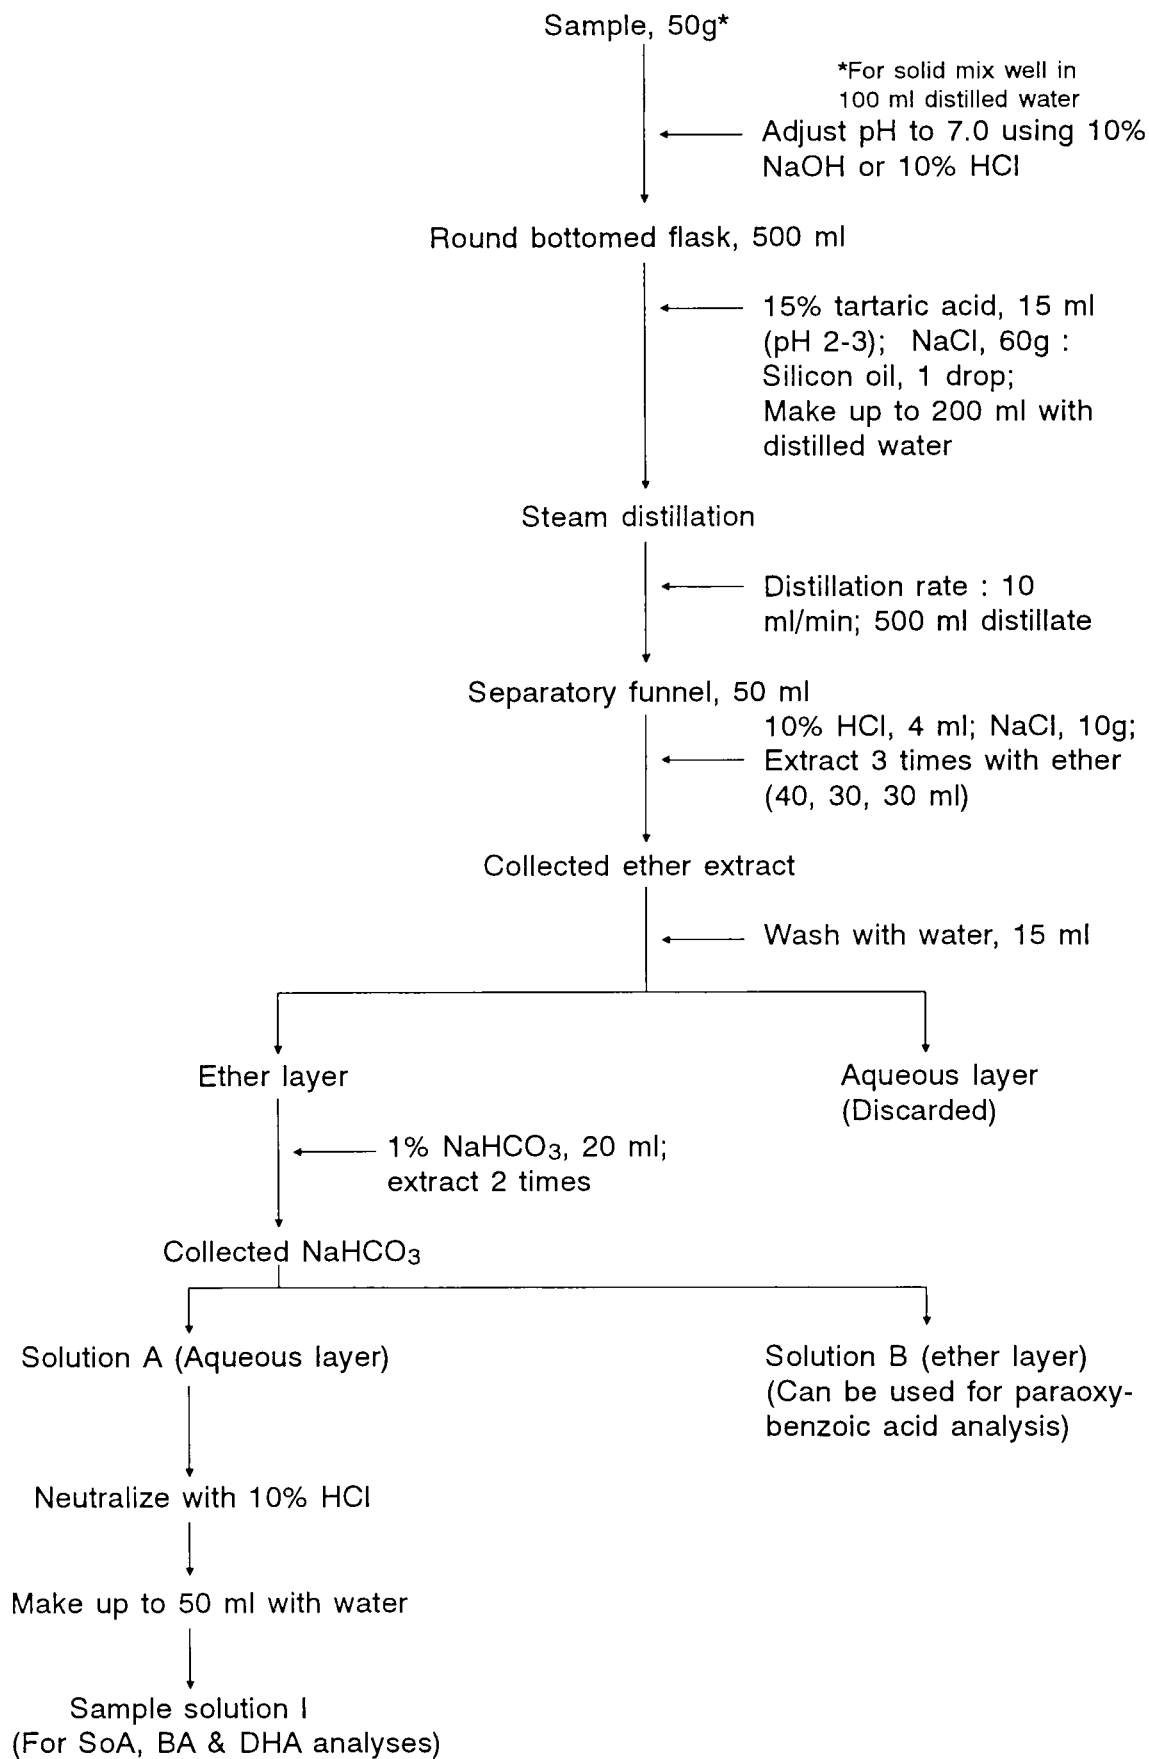 Sample, 50g*
*For solid mix well in
100 ml distilled water
Adjust pH to 7.0 using 10%
NaOH or 10% HCl
Round bottomed flask, 500 ml
15% tartaric acid, 15 ml
(pH 2-3); NaCl, 60g :
Silicon oil, 1 drop;
Make up to 200 ml with
distilled water
Steam distillation
Distillation rate : 10
ml/min; 500 ml distillate
Separatory funnel, 50 ml
10% HCl, 4 ml; NaCl, 10g;
Extract 3 times with ether
(40, 30, 30 ml)
Collected ether extract
Wash with water, 15 ml
Ether layer
Aqueous layer
(Discarded)
1% NaHCO3, 20 ml;
extract 2 times
Collected NaHCO3
Solution A (Aqueous layer)
Solution B (ether layer)
(Can be used for paraoxy-
benzoic acid analysis)
Neutralize with 10% HCl
Make up to 50 ml with water
Sample solution I
(For SoA, BA & DHA analyses)